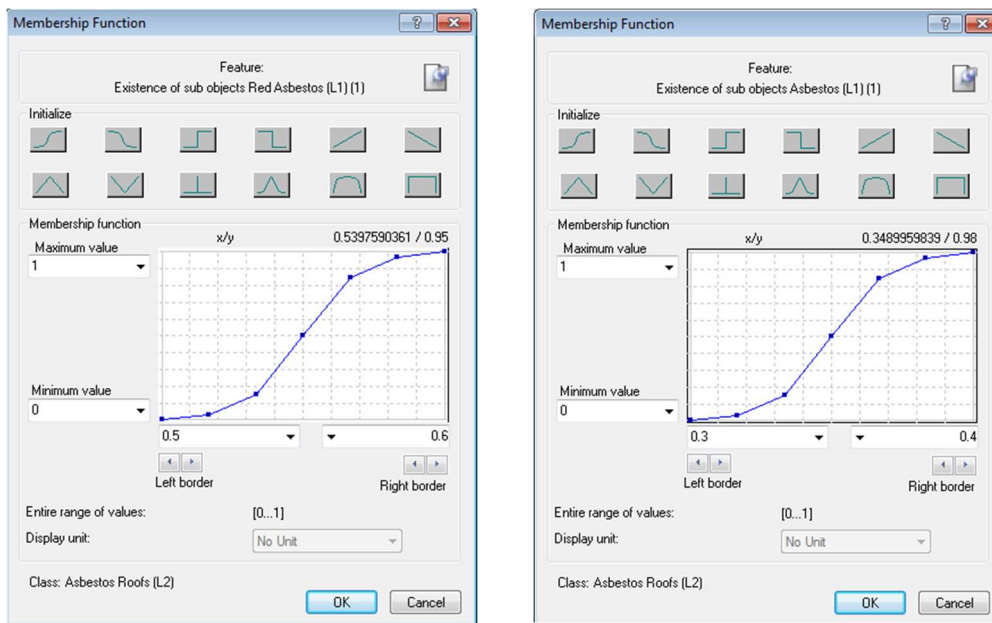 Membership Function
Feature:
Existence of sub objects Red Asbestos (L1) (1)
Initialize
Membership function
x/y 0.5397590361 / 0.95
Maximum value
1
Minimum value
0
0.5 0.6
Left border Right border
Entire range of values: [0...1]
Display unit: No Unit
Class: Asbestos Roofs (L2)
OK Cancel
Membership Function
Feature:
Existence of sub objects Asbestos (L1) (1)
Initialize
Membership function
x/y 0.3489959839 / 0.98
Maximum value
1
Minimum value
0
0.3 0.4
Left border Right border
Entire range of values: [0...1]
Display unit: No Unit
Class: Asbestos Roofs (L2)
OK Cancel